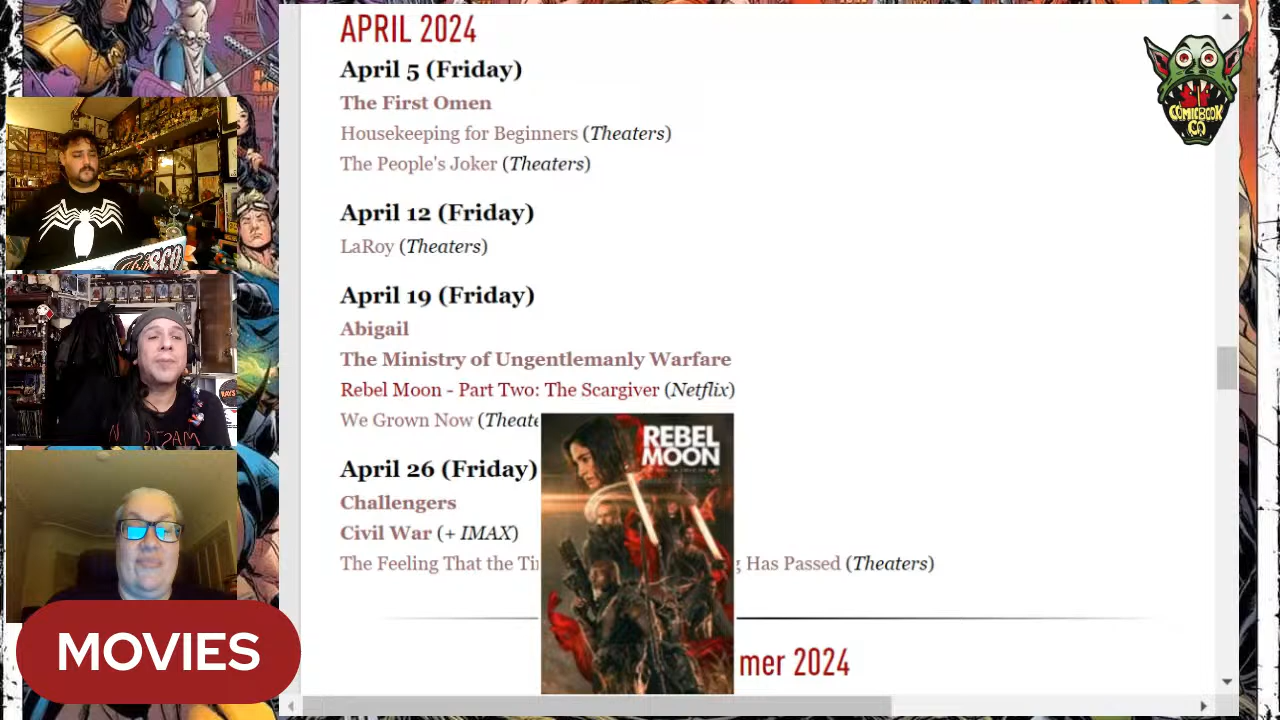 APRIL 2024
April 5 (Friday)
The First Omen
Housekeeping for Beginners (Theaters)
The People's Joker (Theaters)
April 12 (Friday)
LaRoy (Theaters)
April 19 (Friday)
Abigail
The Ministry of Ungentlemanly Warfare
Rebel Moon - Part Two: The Scargiver (Netflix)
We Grown Now (Theate
April 26 (Friday)
Challengers
Civil War (+ IMAX)
The Feeling That the Ti
g Has Passed (Theaters)
mer 2024
REBEL
MOON
COMICBOOK
CO
MOVIES